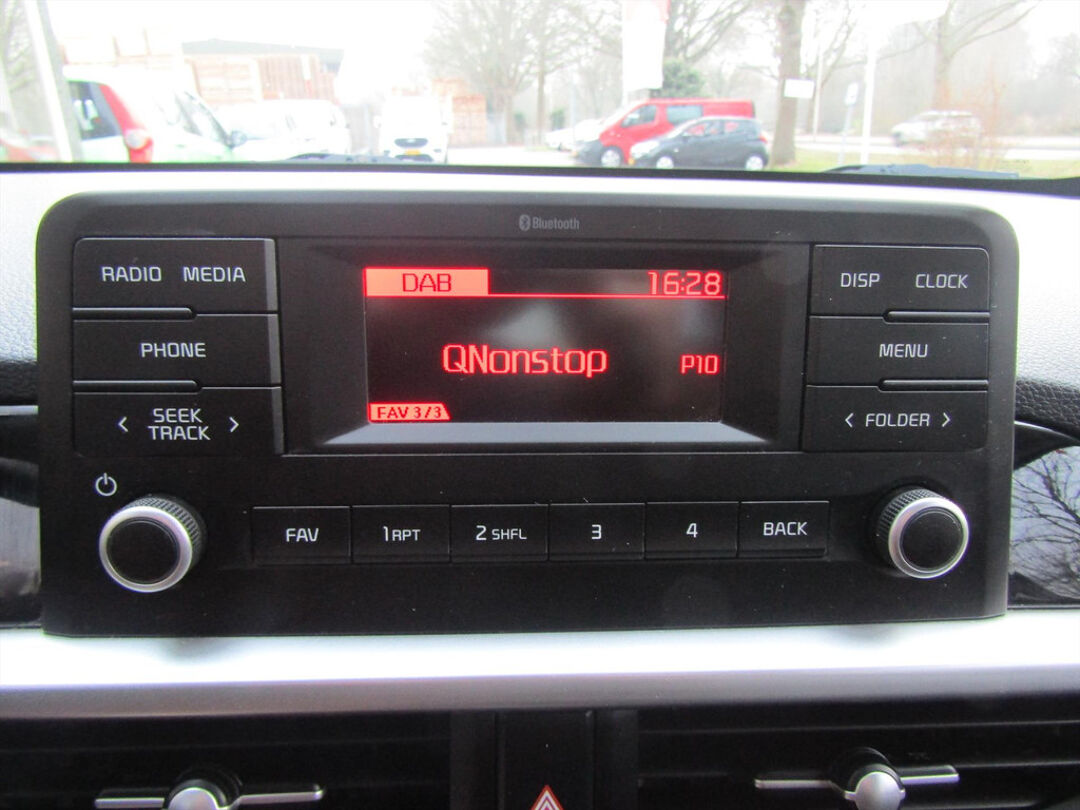 Bluetooth
RADIO MEDIA
DAB
16:28
DISP CLOCK
PHONE
QNonstop
P10
MENU
< SEEK TRACK >
FAV 3/3
< FOLDER >
FAV
1 RPT
2 SHFL
3
4
BACK